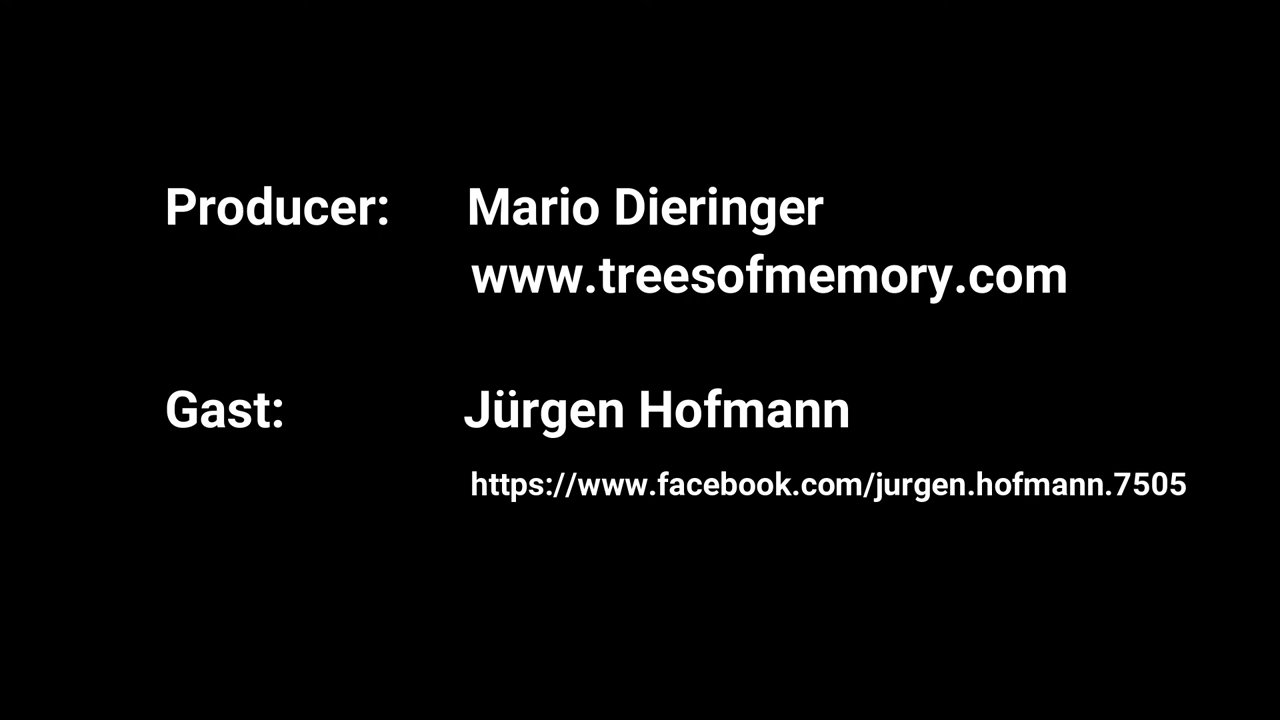 Producer: Mario Dieringer
www.treesofmemory.com
Gast: Jürgen Hofmann
https://www.facebook.com/jurgen.hofmann.7505